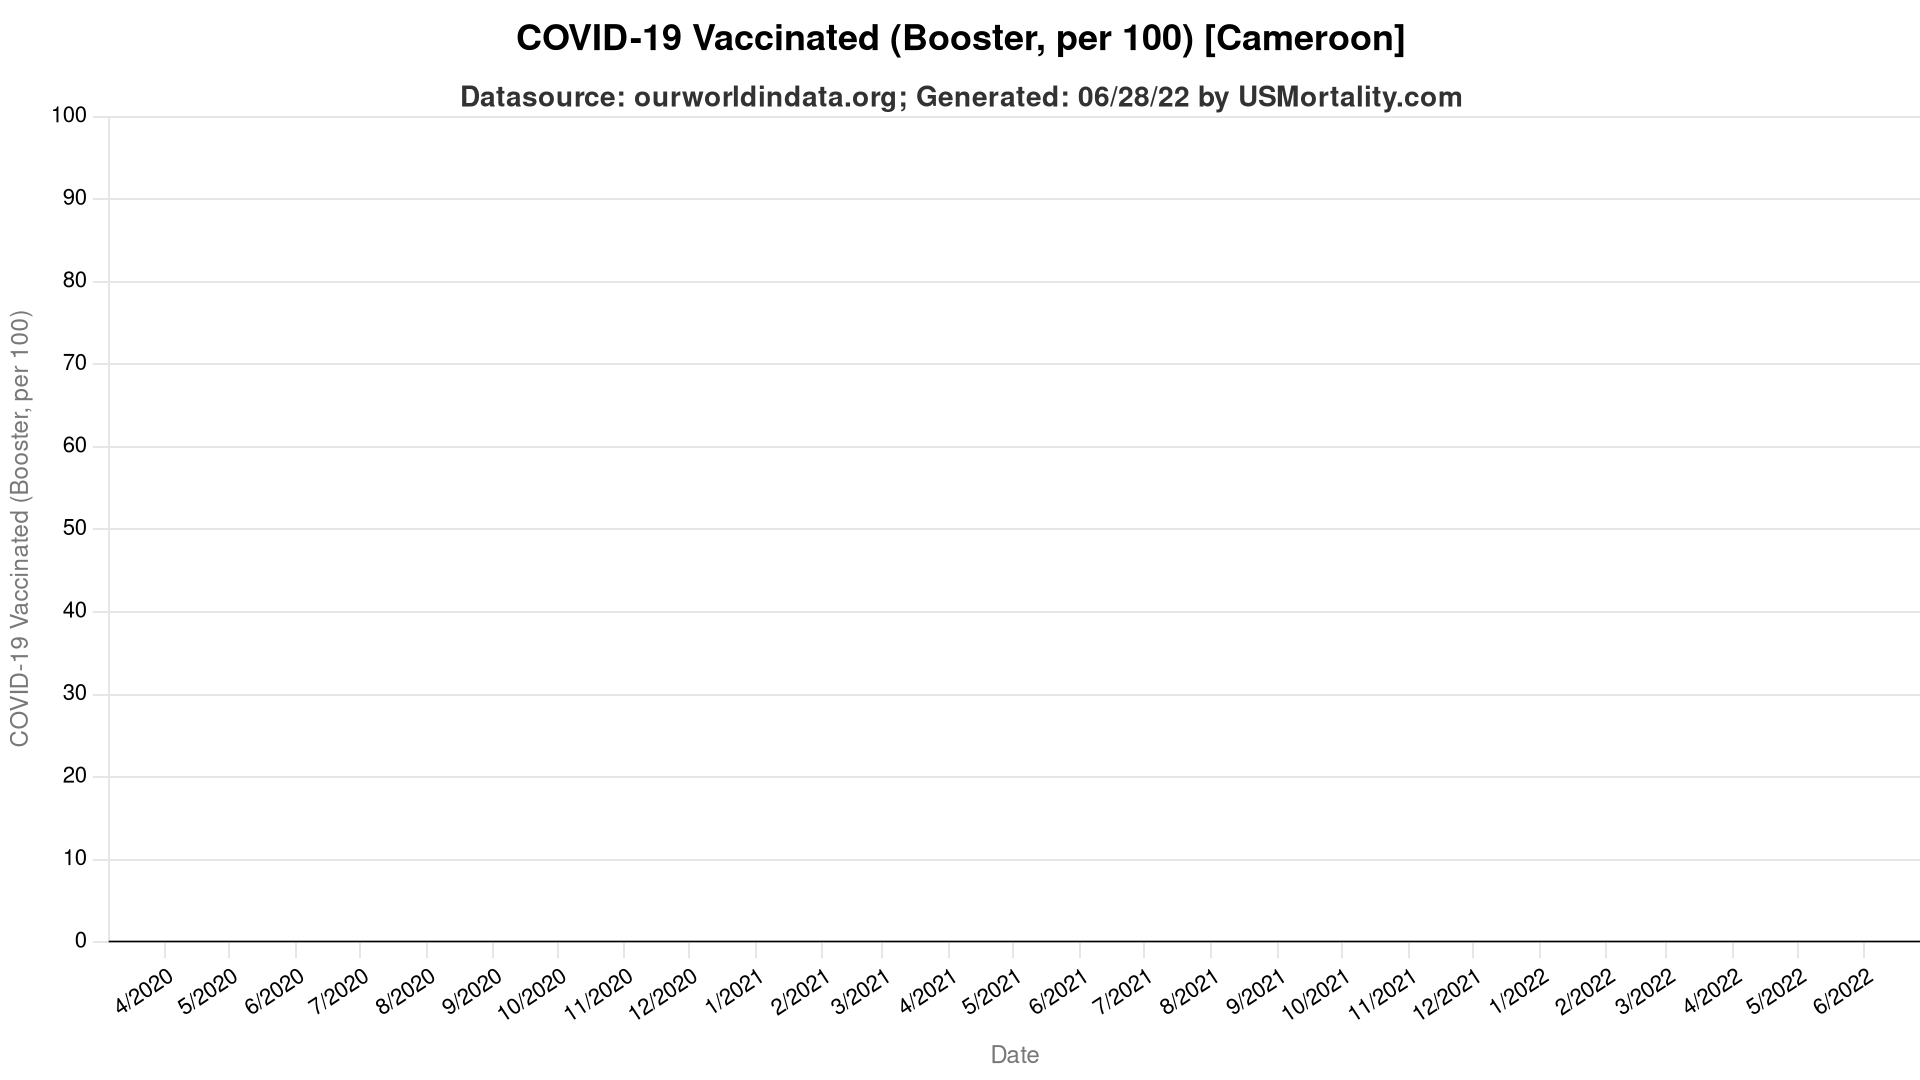 COVID-19 Vaccinated (Booster, per 100) [Cameroon]
Datasource: ourworldindata.org; Generated: 06/28/22 by USMortality.com
COVID-19 Vaccinated (Booster, per 100)
100
90
80
70
60
50
40
30
20
10
0
4/2020 5/2020 6/2020 7/2020 8/2020 9/2020 10/2020 11/2020 12/2020 1/2021 2/2021 3/2021 4/2021 5/2021 6/2021 7/2021 8/2021 9/2021 10/2021 11/2021 12/2021 1/2022 2/2022 3/2022 4/2022 5/2022 6/2022
Date